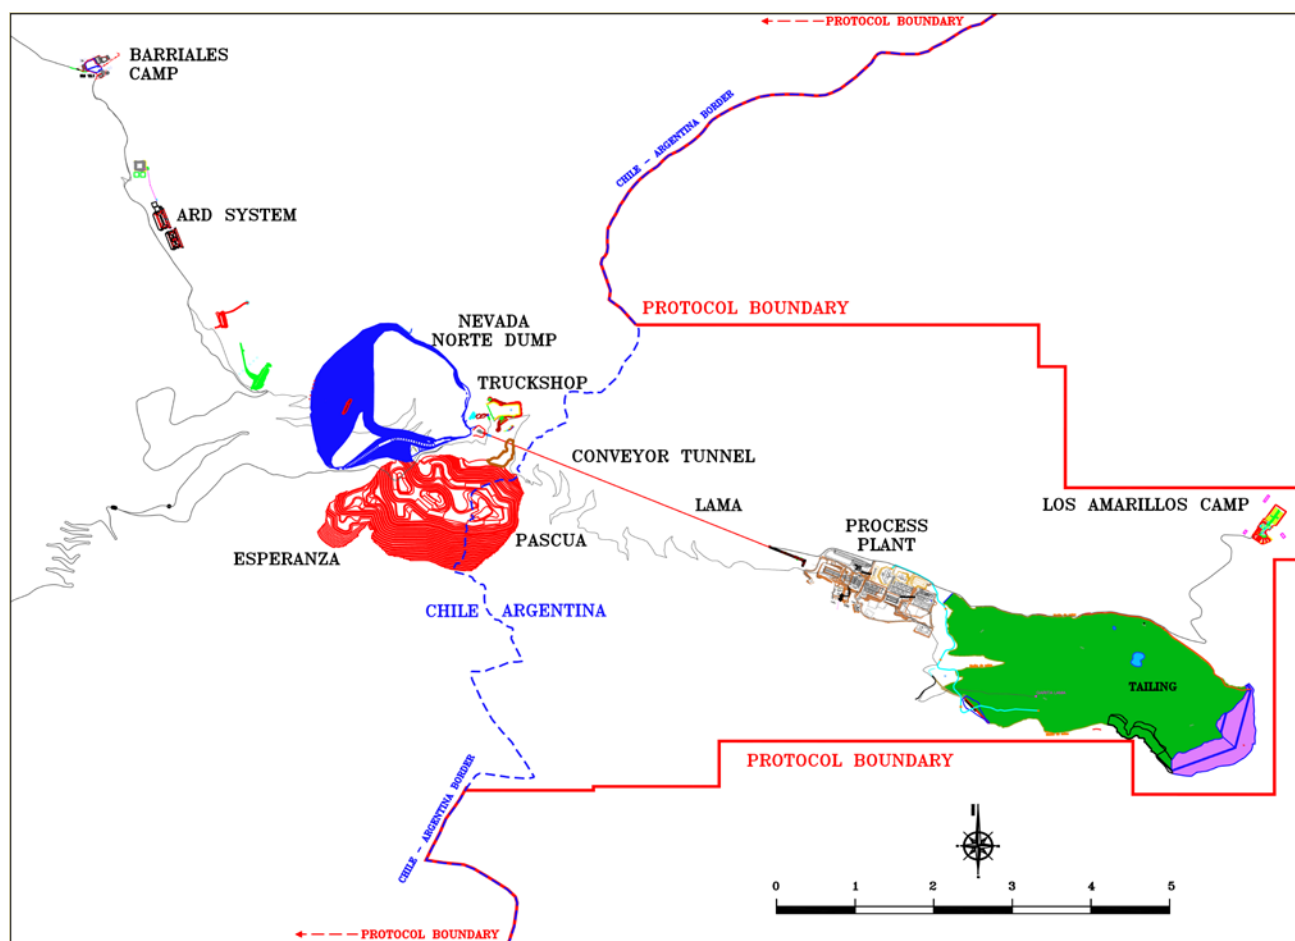 PROTOCOL BOUNDARY
BARRIALES
CAMP
CHILE - ARGENTINA BORDER
ARD SYSTEM
PROTOCOL BOUNDARY
NEVADA
NORTE DUMP
TRUCKSHOP
CONVEYOR TUNNEL
LAMA
LOS AMARILLOS CAMP
PROCESS
PLANT
PASCUA
ESPERANZA
CHILE
ARGENTINA
TAILING
PROTOCOL BOUNDARY
CHILE - ARGENTINA BORDER
0 1 2 3 4 5
PROTOCOL BOUNDARY